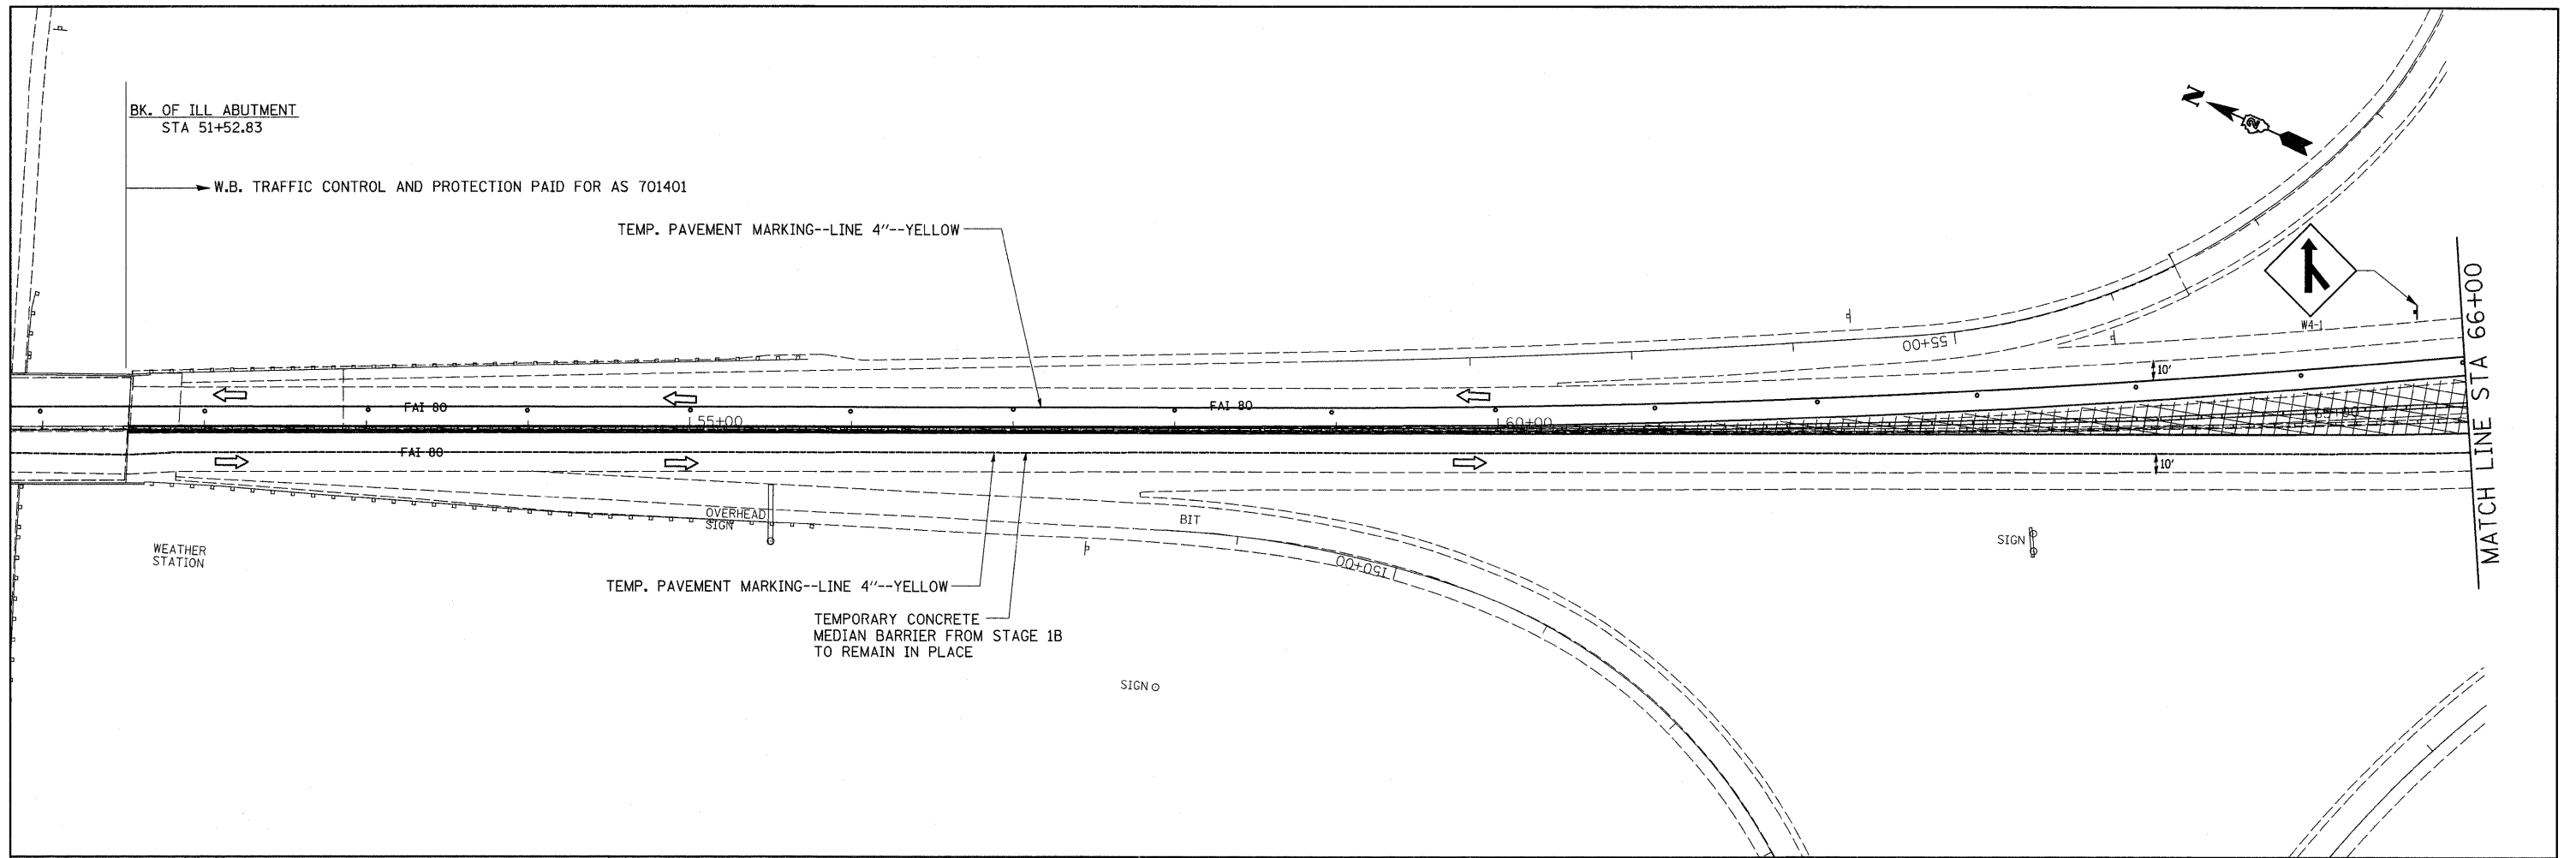 BK. OF ILL ABUTMENT
STA 51+52.83
W.B. TRAFFIC CONTROL AND PROTECTION PAID FOR AS 701401
TEMP. PAVEMENT MARKING--LINE 4"--YELLOW
N
2
W4-1
MATCH LINE STA 66+00
55+00
10'
FAI 80
FAI 80
55+00
60+00
65+00
FAI 80
10'
OVERHEAD
SIGN
BIT
WEATHER
STATION
SIGN
150+00
TEMP. PAVEMENT MARKING--LINE 4"--YELLOW
TEMPORARY CONCRETE
MEDIAN BARRIER FROM STAGE 1B
TO REMAIN IN PLACE
SIGN